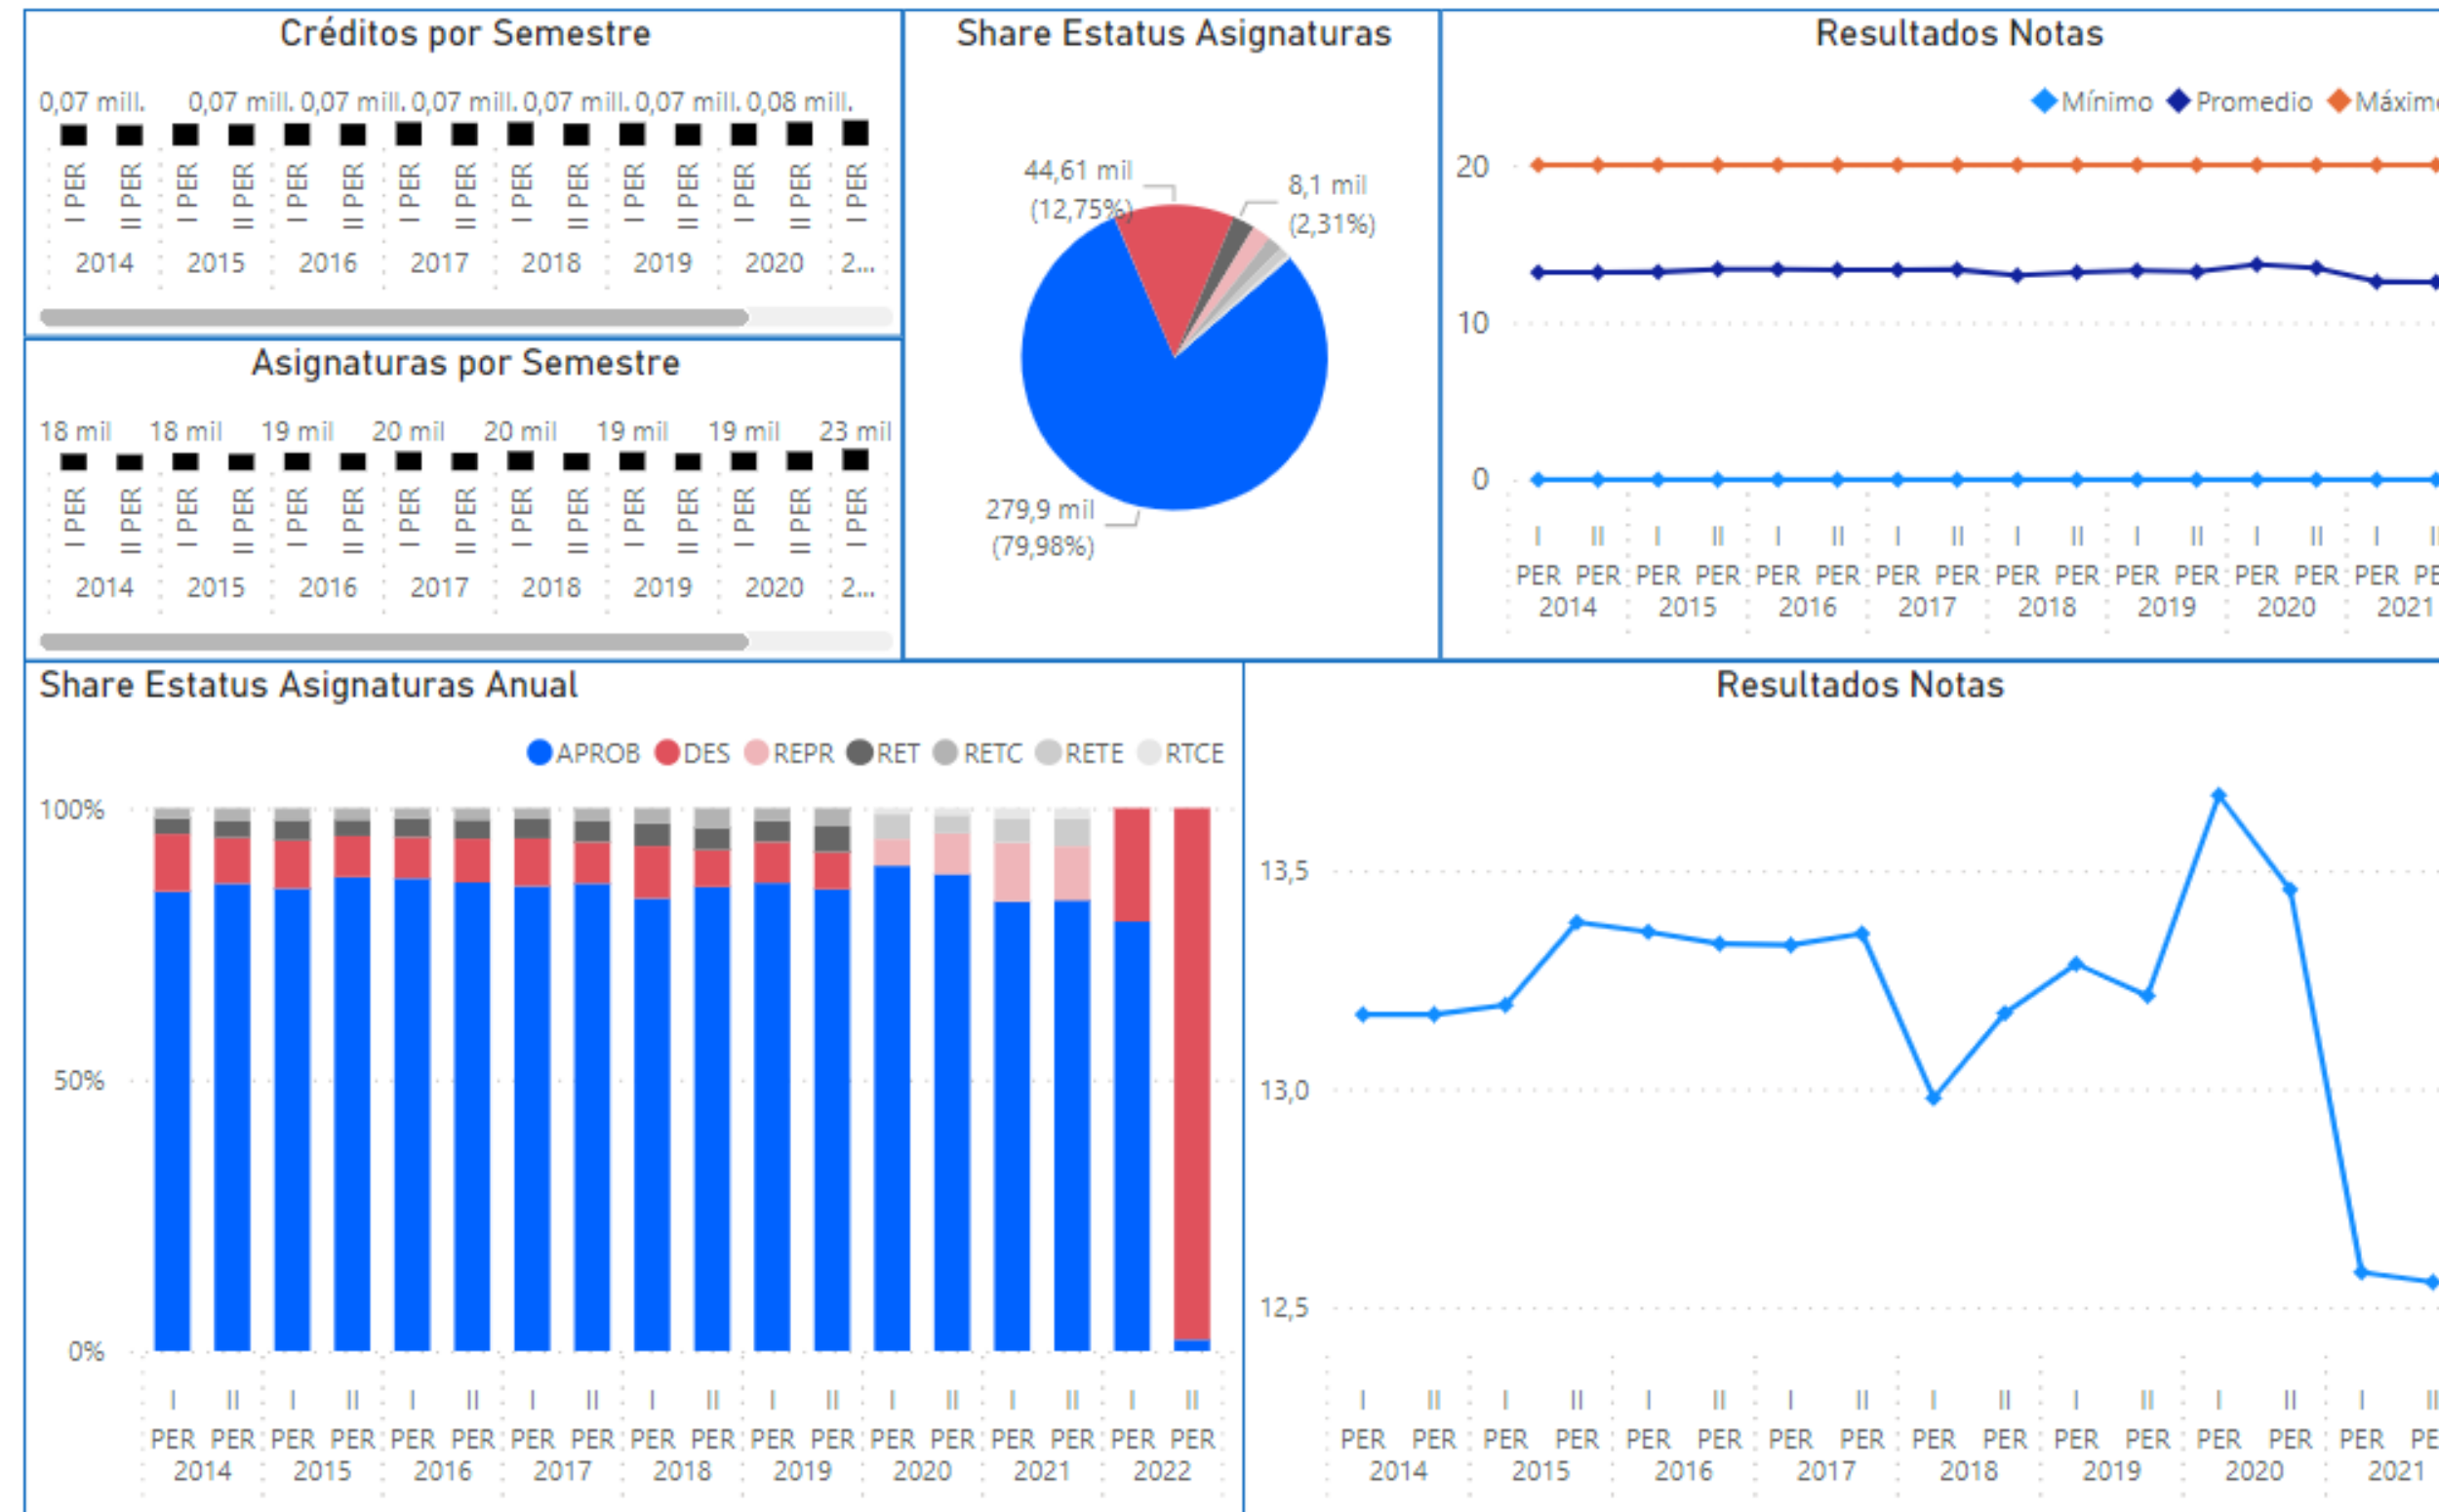 Créditos por Semestre
0,07 mill. 0,07 mill. 0,07 mill. 0,07 mill. 0,07 mill. 0,07 mill. 0,08 mill.
I PER II PER I PER II PER I PER II PER I PER II PER I PER II PER I PER II PER I PER II PER I PER
2014 2015 2016 2017 2018 2019 2020 2...
Asignaturas por Semestre
18 mil 18 mil 19 mil 20 mil 20 mil 19 mil 19 mil 23 mil
I PER II PER I PER II PER I PER II PER I PER II PER I PER II PER I PER II PER I PER II PER I PER
2014 2015 2016 2017 2018 2019 2020 2...
Share Estatus Asignaturas
44,61 mil
(12,75%)
8,1 mil
(2,31%)
279,9 mil
(79,98%)
Resultados Notas
Mínimo Promedio Máxim
20
10
0
I II I II I II I II I II I II I II I II
PER PER PER PER PER PER PER PER PER PER PER PER PER PER PER PE
2014 2015 2016 2017 2018 2019 2020 2021
Share Estatus Asignaturas Anual
APROB DES REPR RET RETC RETE RTCE
100%
50%
0%
I II I II I II I II I II I II I II I II I II
PER PER PER PER PER PER PER PER PER PER PER PER PER PER PER PER PER PER
2014 2015 2016 2017 2018 2019 2020 2021 2022
Resultados Notas
13,5
13,0
12,5
I II I II I II I II I II I II I II I II
PER PER PER PER PER PER PER PER PER PER PER PER PER PER PER PE
2014 2015 2016 2017 2018 2019 2020 2021